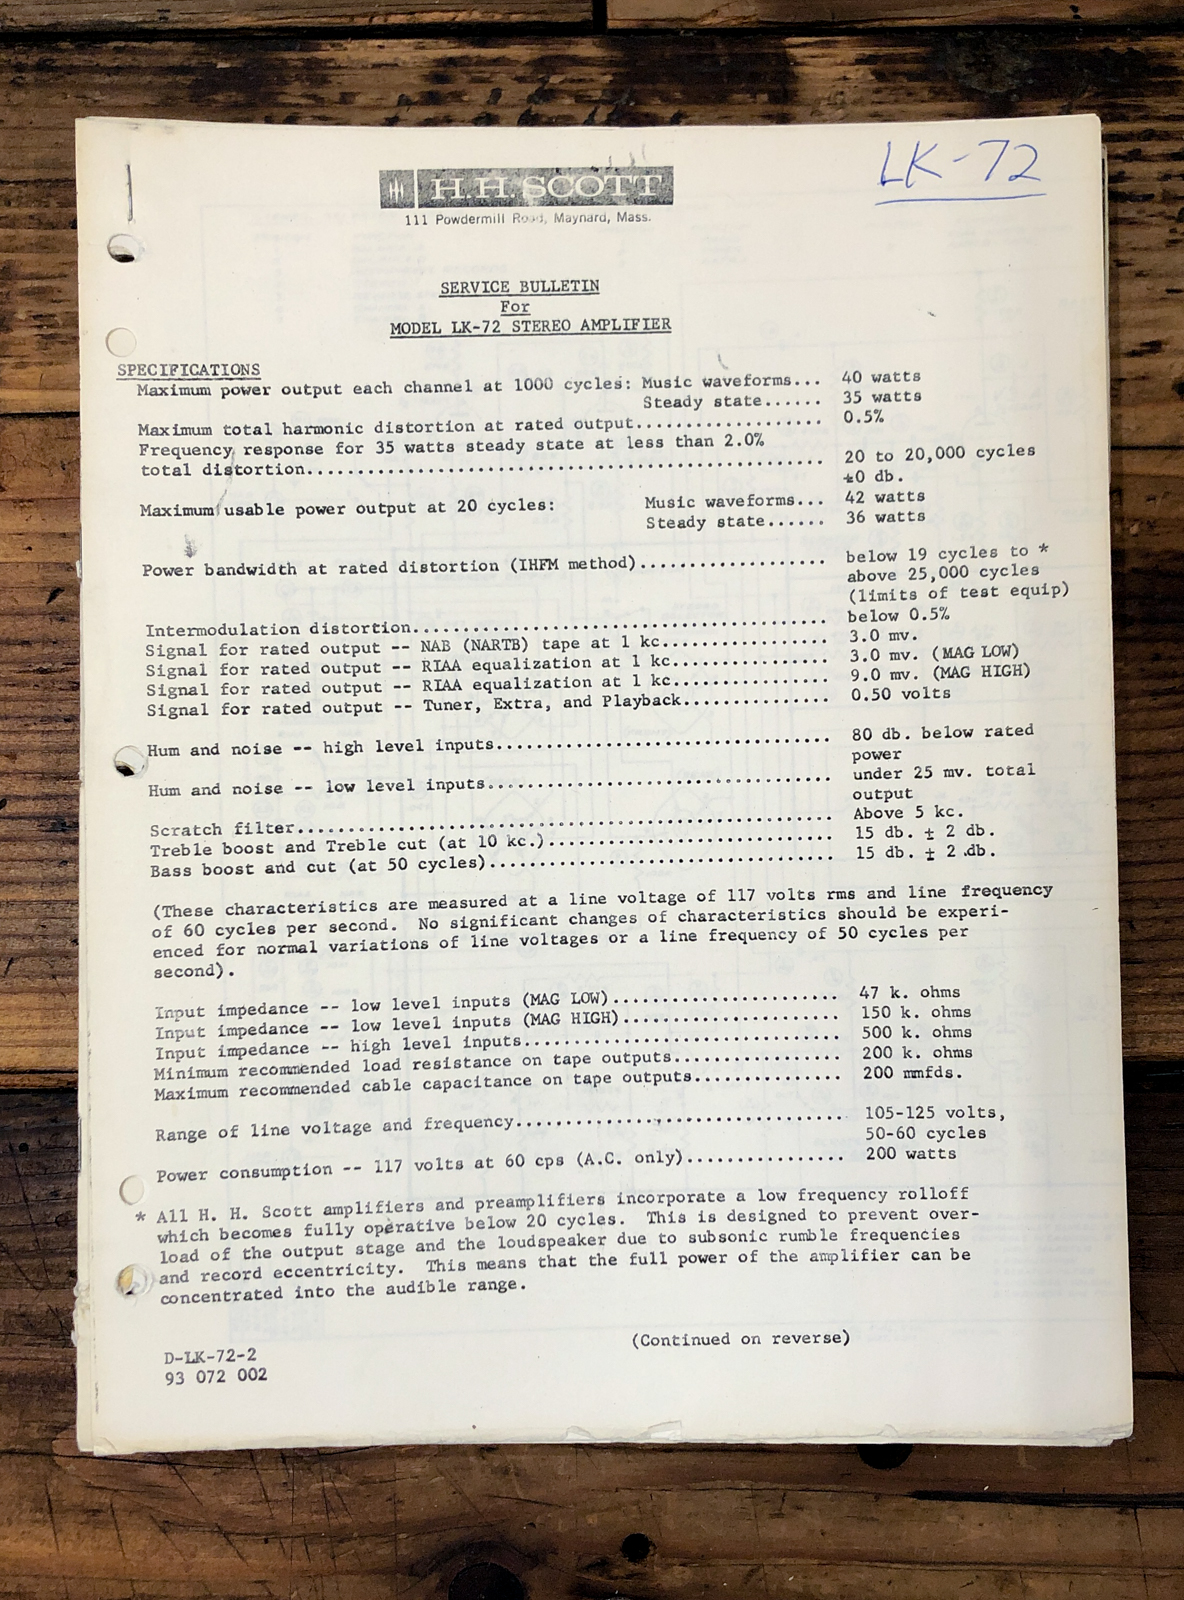 LK-72
H.H. SCOTT
111 Powdermill Road, Maynard, Mass.
SERVICE BULLETIN
For
MODEL LK-72 STEREO AMPLIFIER
SPECIFICATIONS
Maximum power output each channel at 1000 cycles: Music waveforms... 40 watts
Steady state...... 35 watts
Maximum total harmonic distortion at rated output.................... 0.5%
Frequency response for 35 watts steady state at less than 2.0%
total distortion................................................. 20 to 20,000 cycles
±0 db.
Maximum usable power output at 20 cycles: Music waveforms... 42 watts
Steady state...... 36 watts
Power bandwidth at rated distortion (IHFM method).................. below 19 cycles to *
above 25,000 cycles
(limits of test equip)
Intermodulation distortion....................................... below 0.5%
Signal for rated output -- NAB (NARTB) tape at 1 kc................ 3.0 mv.
Signal for rated output -- RIAA equalization at 1 kc............... 3.0 mv. (MAG LOW)
Signal for rated output -- RIAA equalization at 1 kc............... 9.0 mv. (MAG HIGH)
Signal for rated output -- Tuner, Extra, and Playback.............. 0.50 volts
Hum and noise -- high level inputs................................ 80 db. below rated
power
Hum and noise -- low level inputs................................. under 25 mv. total
output
Scratch filter................................................... Above 5 kc.
Treble boost and Treble cut (at 10 kc.)........................... 15 db. ± 2 db.
Bass boost and cut (at 50 cycles)................................. 15 db. ± 2 db.
(These characteristics are measured at a line voltage of 117 volts rms and line frequency
of 60 cycles per second. No significant changes of characteristics should be experi-
enced for normal variations of line voltages or a line frequency of 50 cycles per
second).
Input impedance -- low level inputs (MAG LOW)...................... 47 k. ohms
Input impedance -- low level inputs (MAG HIGH)..................... 150 k. ohms
Input impedance -- high level inputs.............................. 500 k. ohms
Minimum recommended load resistance on tape outputs................ 200 k. ohms
Maximum recommended cable capacitance on tape outputs.............. 200 mmfds.
Range of line voltage and frequency............................... 105-125 volts,
50-60 cycles
Power consumption -- 117 volts at 60 cps (A.C. only)............... 200 watts
* All H. H. Scott amplifiers and preamplifiers incorporate a low frequency rolloff
which becomes fully operative below 20 cycles. This is designed to prevent over-
load of the output stage and the loudspeaker due to subsonic rumble frequencies
and record eccentricity. This means that the full power of the amplifier can be
concentrated into the audible range.
(Continued on reverse)
D-LK-72-2
93 072 002